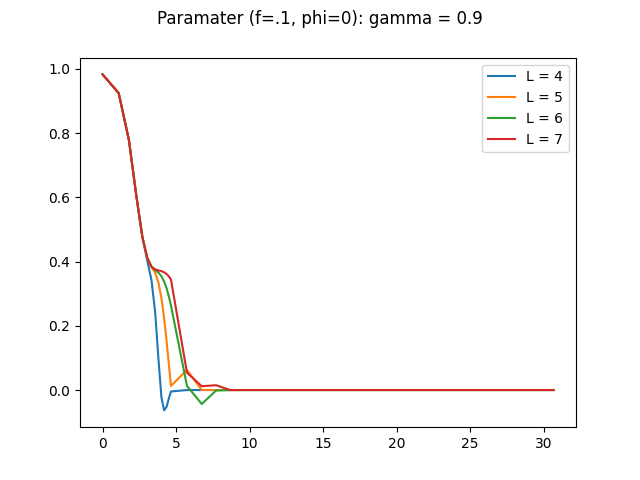 Paramater (f=.1, phi=0): gamma = 0.9
1.0
0.8
0.6
0.4
0.2
0.0
L = 4
L = 5
L = 6
L = 7
0 5 10 15 20 25 30